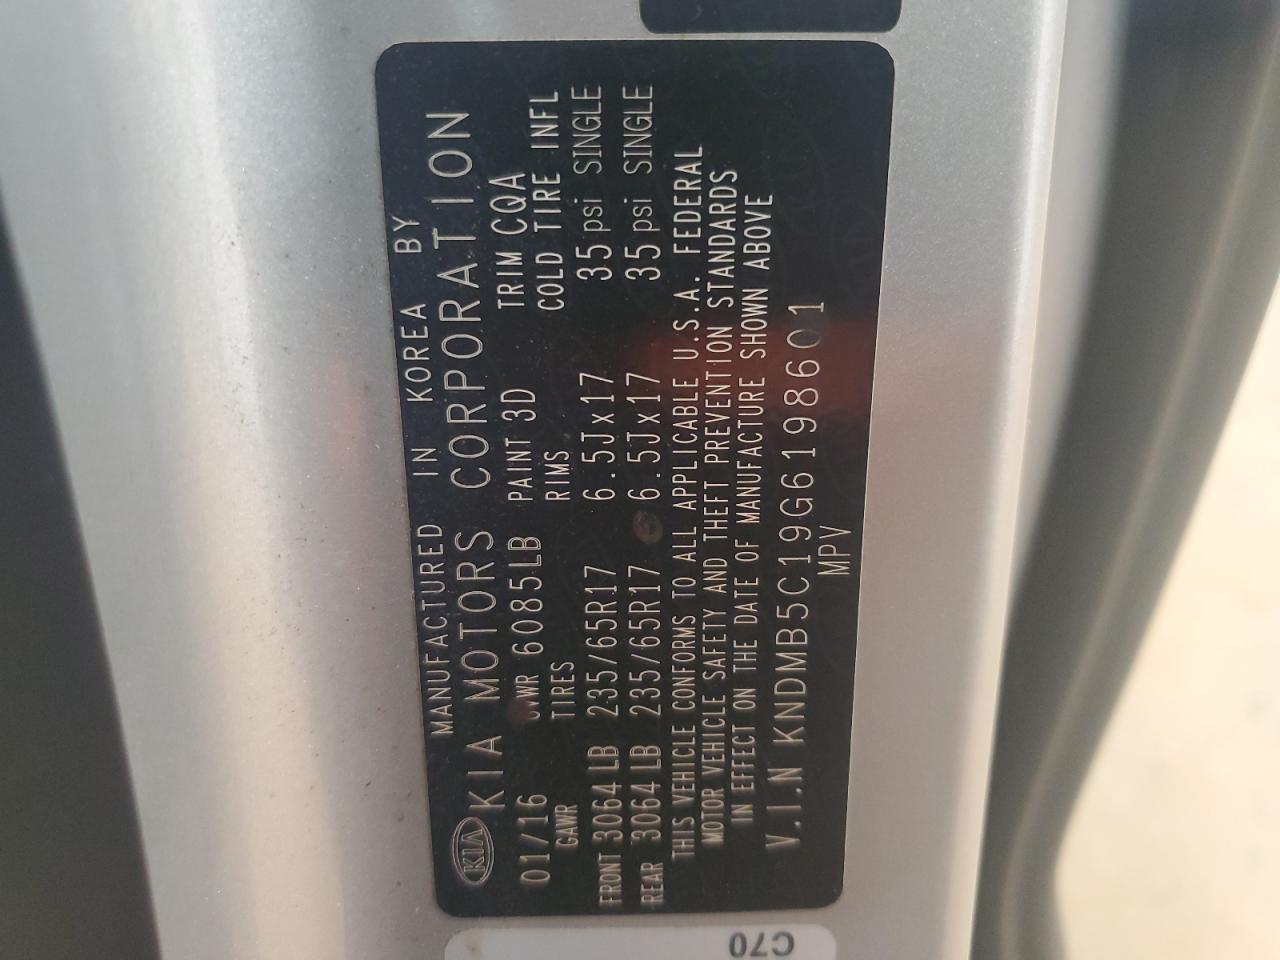 MANUFACTURED IN KOREA BY
KIA KIA MOTORS CORPORATION
01/16 GVWR 6085LB PAINT 3D TRIM CQA
GAWR TIRES RIMS COLD TIRE INFL
FRONT 3064LB 235/65R17 6.5Jx17 35psi SINGLE
REAR 3064LB 235/65R17 6.5Jx17 35psi SINGLE
THIS VEHICLE CONFORMS TO ALL APPLICABLE U.S.A. FEDERAL
MOTOR VEHICLE SAFETY AND THEFT PREVENTION STANDARDS
IN EFFECT ON THE DATE OF MANUFACTURE SHOWN ABOVE
V.I.N KNDMB5C19G6198601
MPV
C70